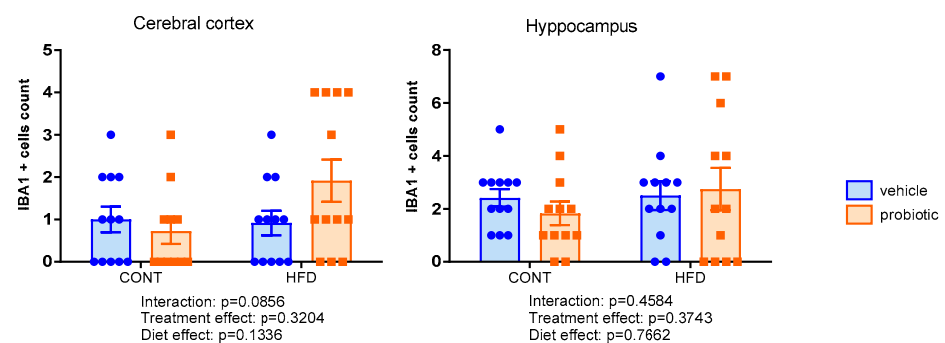 Cerebral cortex
IBA1 + cells count
5
4
3
2
1
0
CONT
HFD
Interaction: p=0.0856
Treatment effect: p=0.3204
Diet effect: p=0.1336
Hyppocampus
IBA1 + cells count
8
6
4
2
0
CONT
HFD
Interaction: p=0.4584
Treatment effect: p=0.3743
Diet effect: p=0.7662
vehicle
probiotic